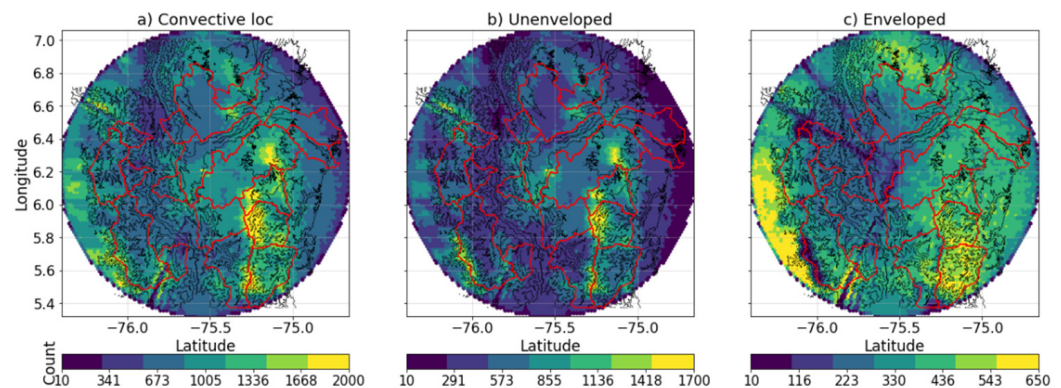 a) Convective loc b) Unenveloped c) Enveloped
7.0
6.8
6.6
6.4
6.2
6.0
5.8
5.6
5.4
Longitude
−76.0 −75.5 −75.0 −76.0 −75.5 −75.0 −76.0 −75.5 −75.0
Latitude Latitude Latitude
Count
10 341 673 1005 1336 1668 2000 10 291 573 855 1136 1418 1700 10 116 223 330 436 543 650